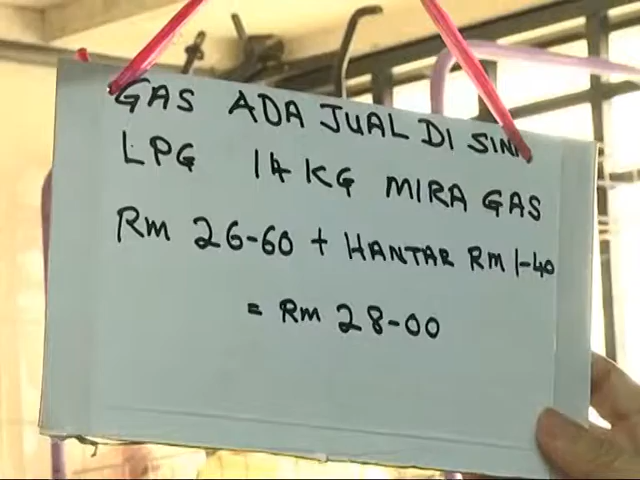 GAS ADA JUAL DI SINI
LPG 14 KG MIRA GAS
Rm 26-60 + HANTAR RM 1-40
= Rm 28-00